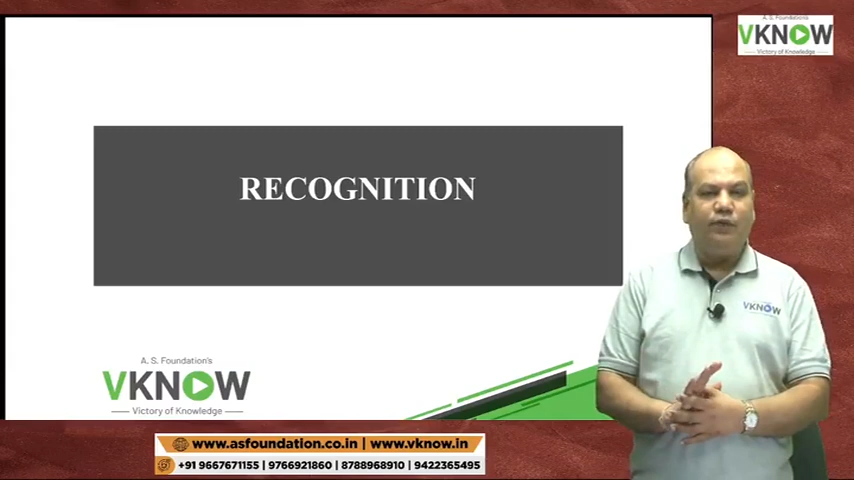 A. S. Foundation's
VKNOW
Victory of Knowledge
RECOGNITION
VKNOW
A. S. Foundation's
VKNOW
Victory of Knowledge
www.asfoundation.co.in | www.vknow.in
+91 9667671155 | 9766921860 | 8788968910 | 9422365495